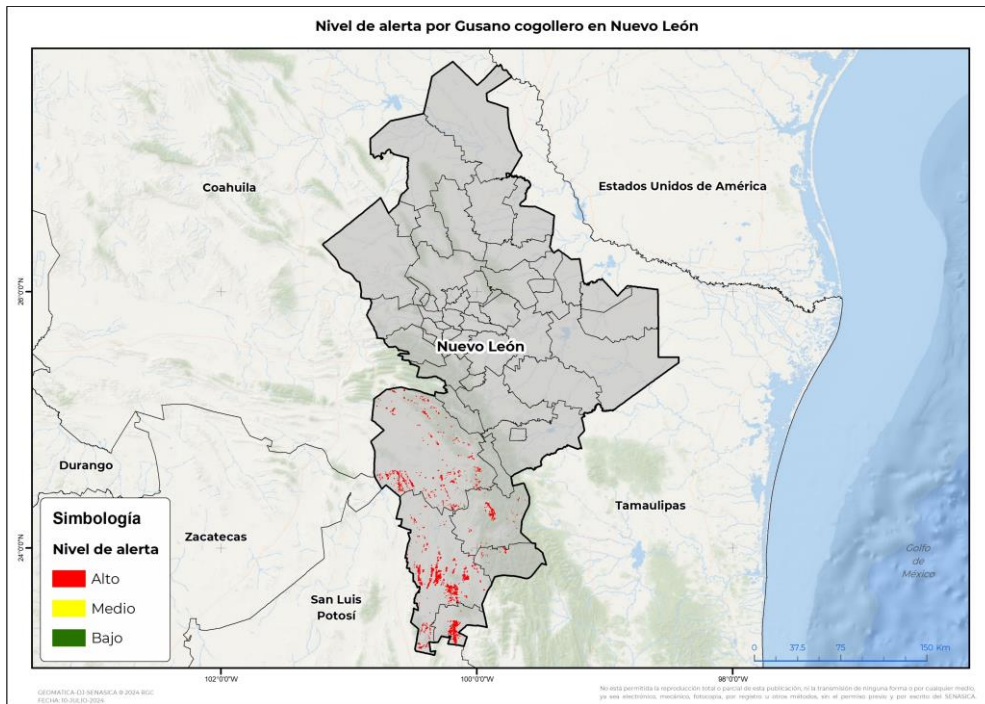 Nivel de alerta por Gusano cogollero en Nuevo León
Coahuila
Estados Unidos de América
26°0'0"N
Nuevo León
Durango
Tamaulipas
Simbología
Nivel de alerta
Alto
Medio
Bajo
Zacatecas
24°0'0"N
San Luis
Potosí
Golfo
de
México
0 37.5 75 150 Km
102°0'0"W 100°0'0"W 98°0'0"W
GEOMÁTICA-DJ-SENASICA © 2024 RGC
FECHA: 10-JULIO-2024
No está permitida la reproducción total o parcial de esta publicación, ni la transmisión de ninguna forma o por cualquier medio,
ya sea electrónico, mecánico, fotocopia, por registro u otros métodos, sin el permiso previo y por escrito del SENASICA.